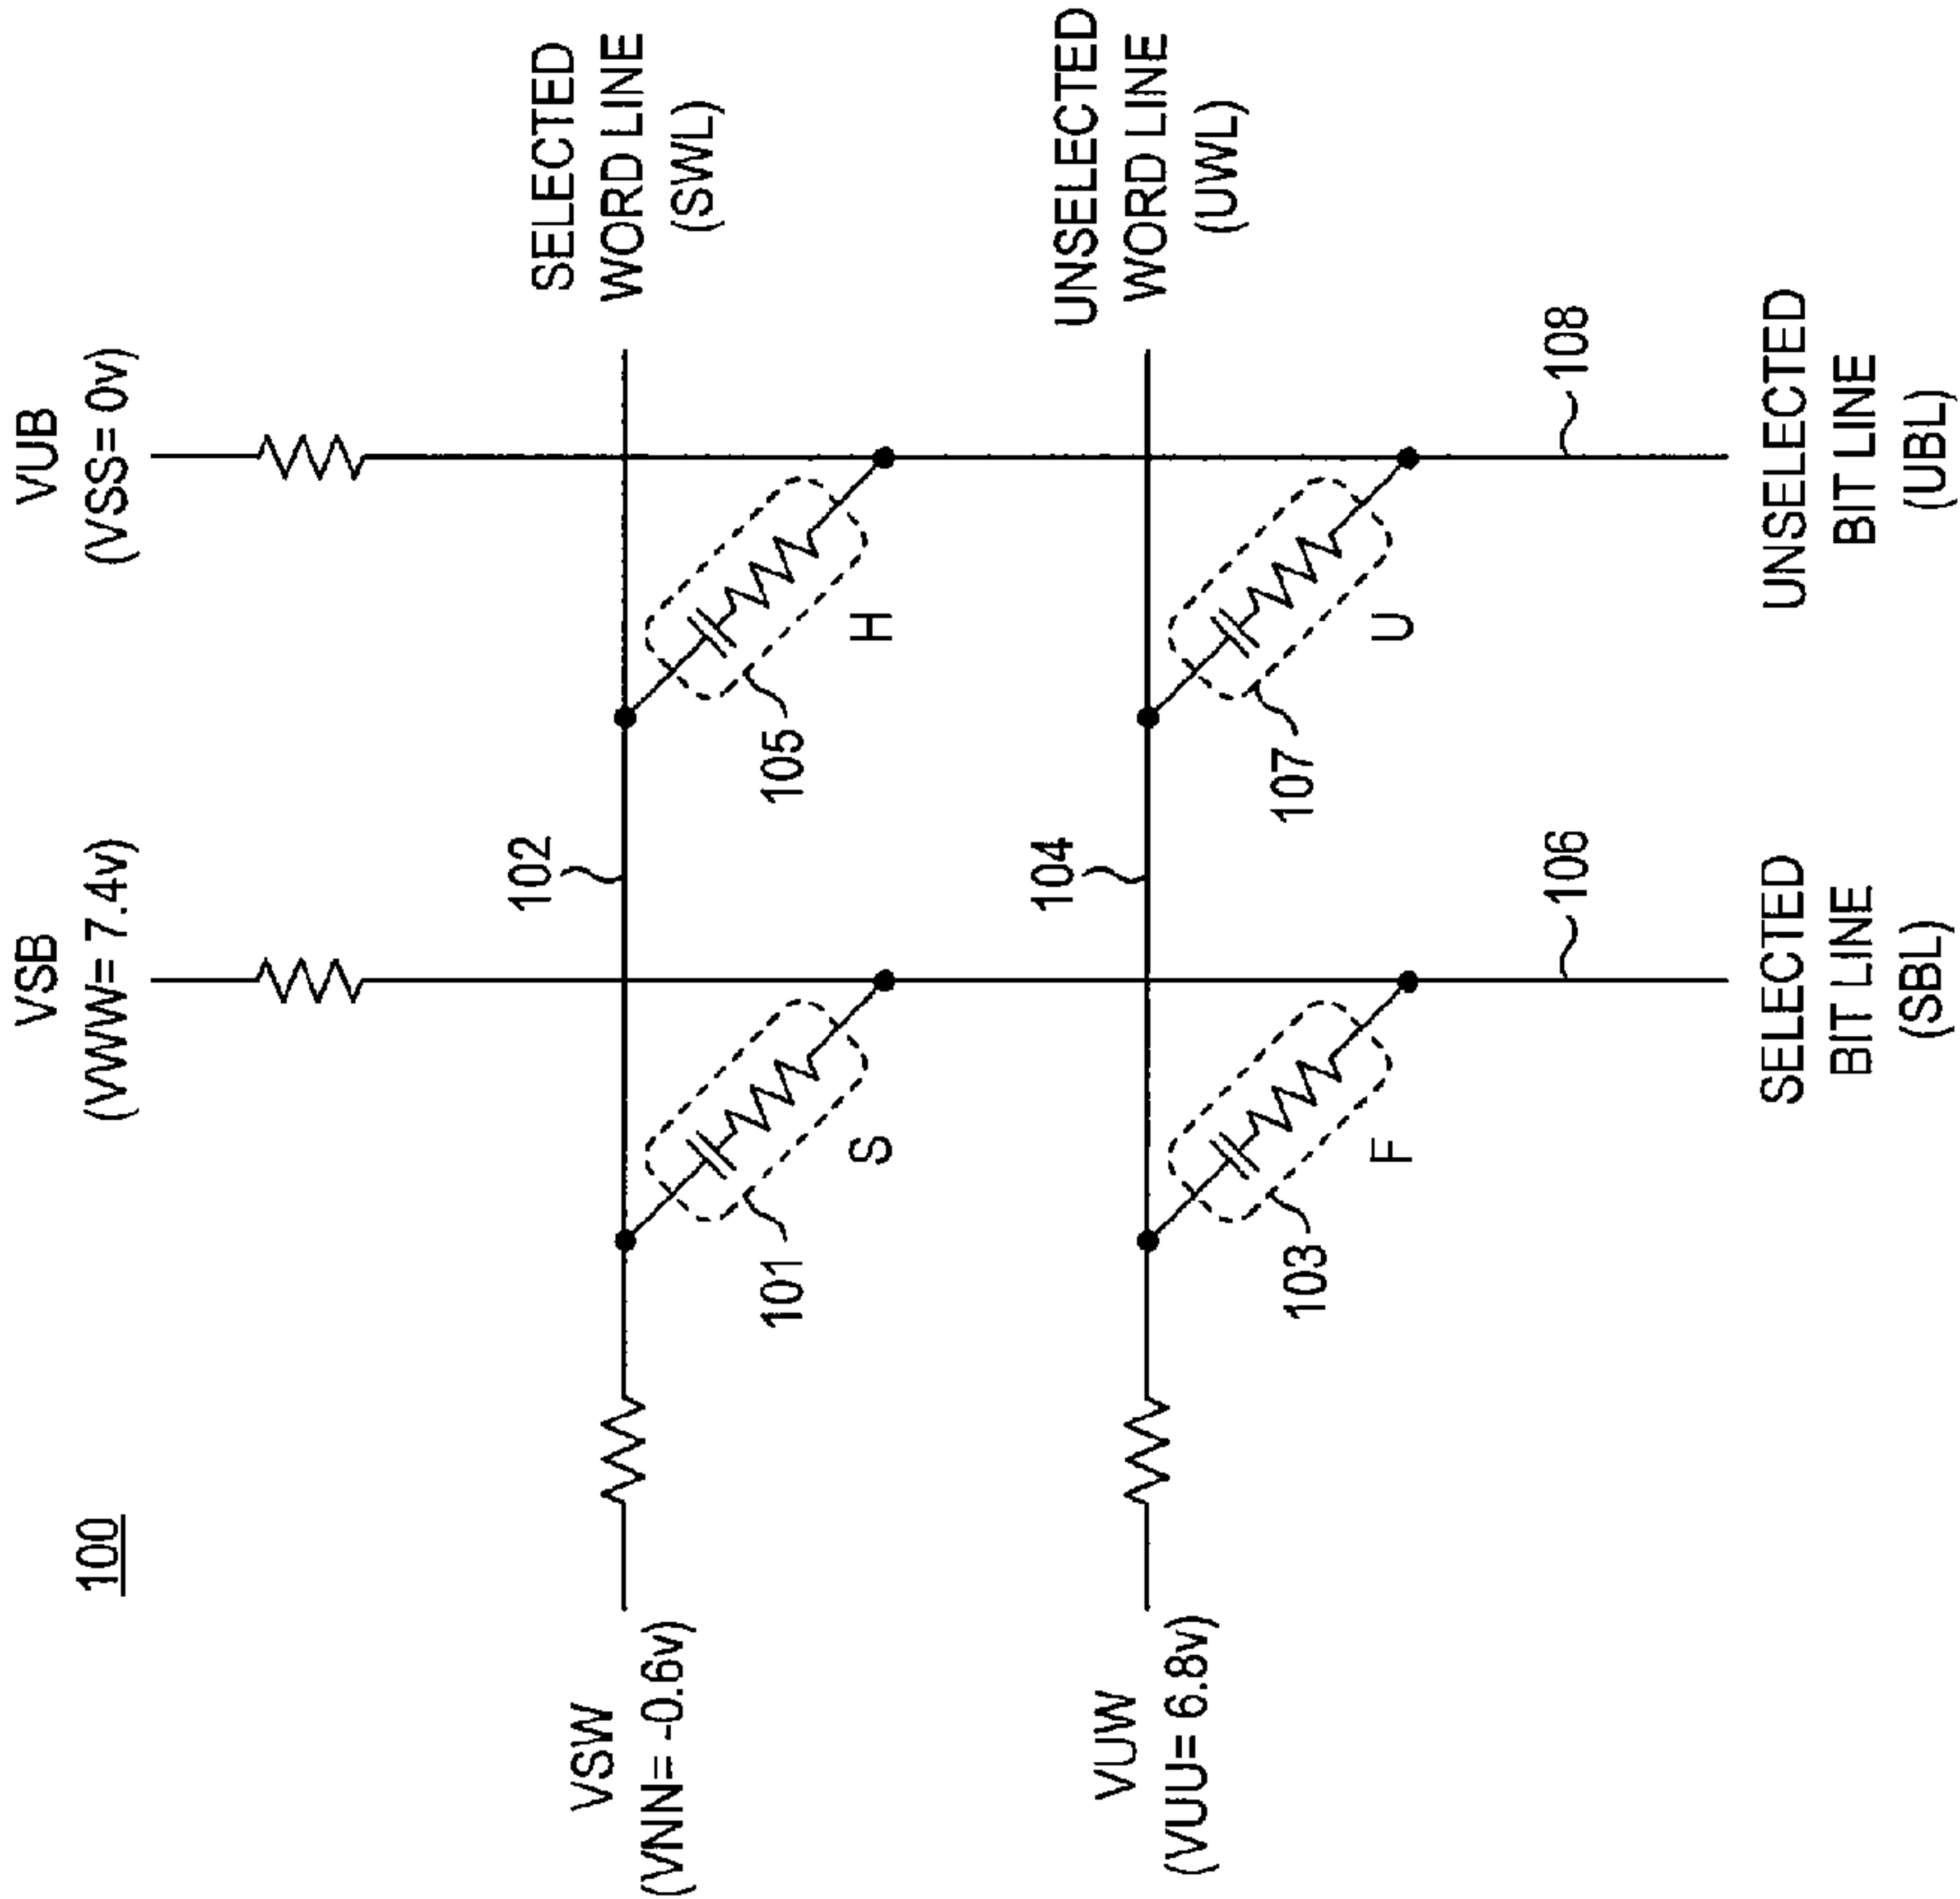 100
VSB
(VWW= 7.4v)
VUB
(VSS= 0v)
SELECTED
WORD LINE
(SWL)
102
101
S
105
H
VSW
(VNN= -0.6v)
UNSELECTED
WORD LINE
(UWL)
104
103
F
107
U
VUW
(VUU= 6.8v)
106
108
SELECTED
BIT LINE
(SBL)
UNSELECTED
BIT LINE
(UBL)